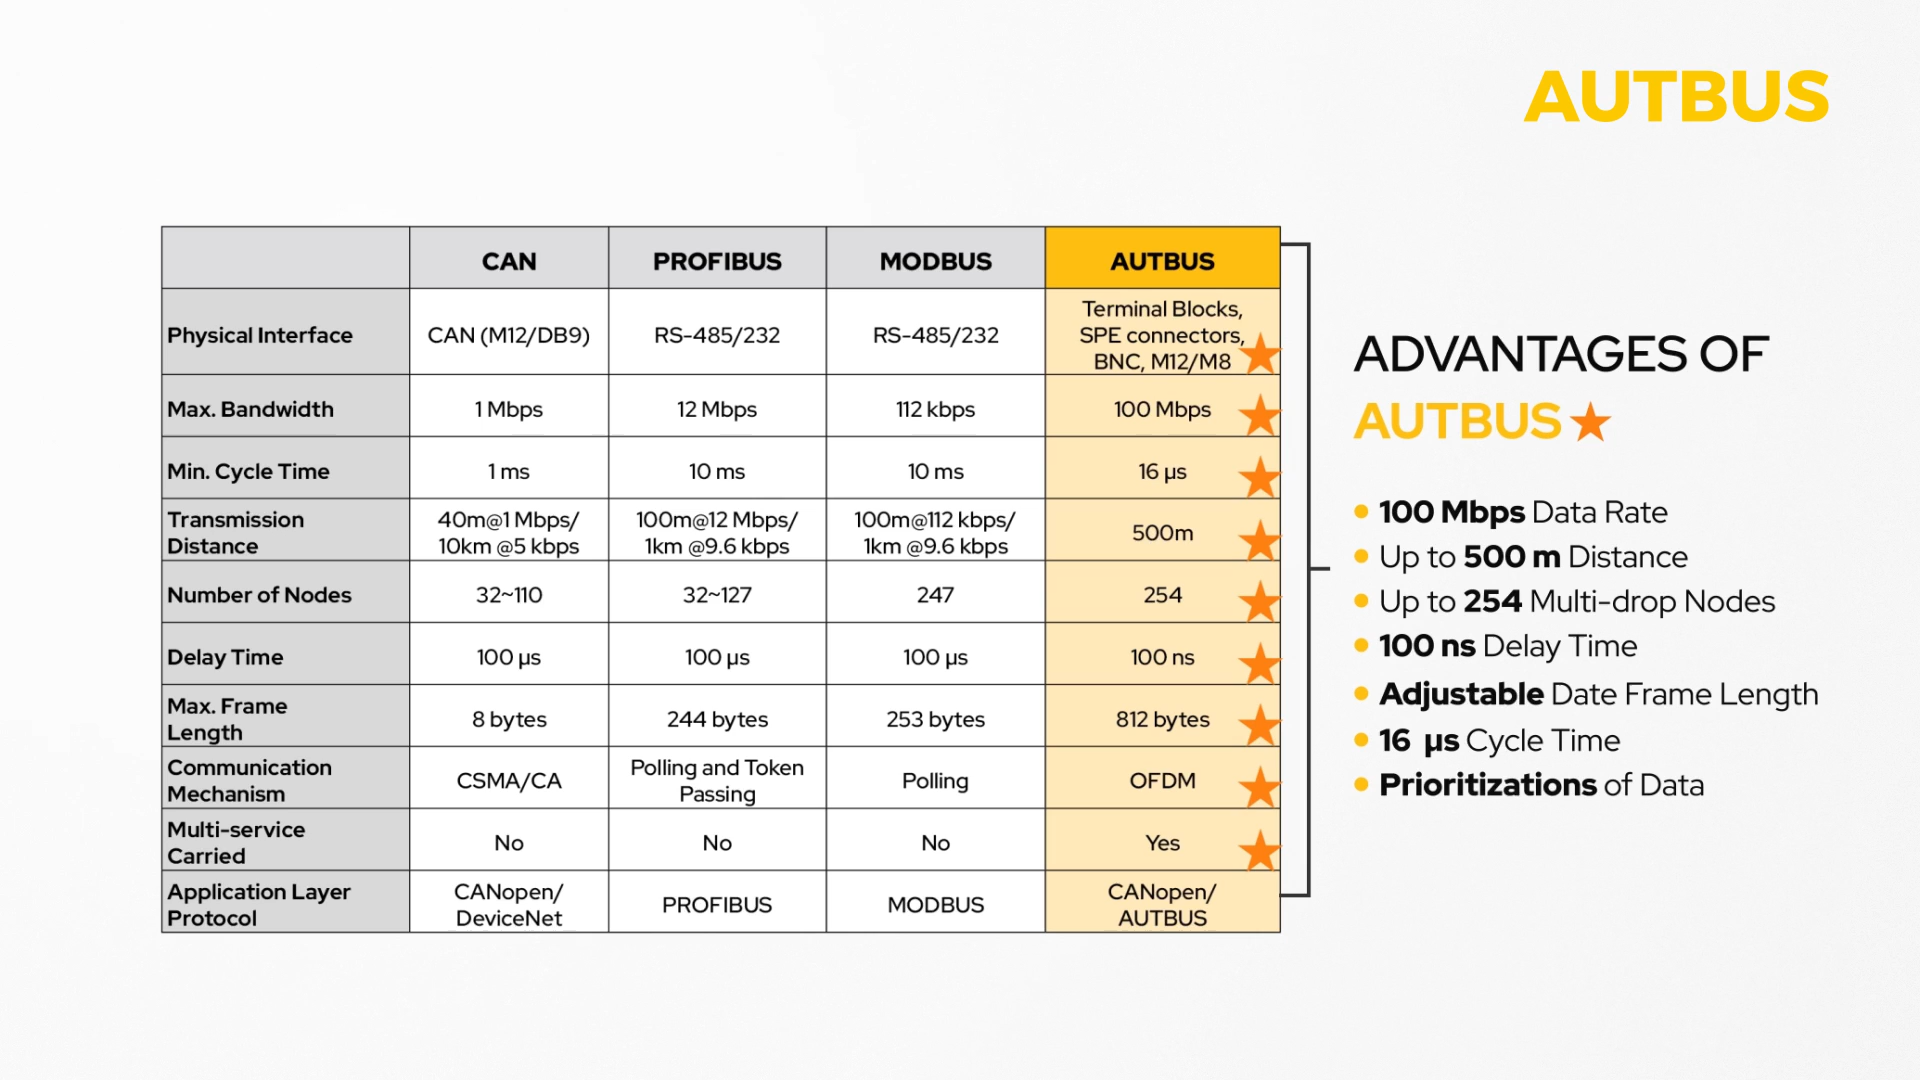 AUTBUS
CAN PROFIBUS MODBUS AUTBUS
Physical Interface CAN (M12/DB9) RS-485/232 RS-485/232 Terminal Blocks,
SPE connectors,
BNC, M12/M8
Max. Bandwidth 1 Mbps 12 Mbps 112 kbps 100 Mbps
Min. Cycle Time 1 ms 10 ms 10 ms 16 µs
Transmission 40m@1 Mbps/ 100m@12 Mbps/ 100m@112 kbps/ 500m
Distance 10km @5 kbps 1km @9.6 kbps 1km @9.6 kbps
Number of Nodes 32~110 32~127 247 254
Delay Time 100 µs 100 µs 100 µs 100 ns
Max. Frame
Length 8 bytes 244 bytes 253 bytes 812 bytes
Communication CSMA/CA Polling and Token Polling OFDM
Mechanism Passing
Multi-service
Carried No No No Yes
Application Layer CANopen/ PROFIBUS MODBUS CANopen/
Protocol DeviceNet AUTBUS
ADVANTAGES OF
AUTBUS
• 100 Mbps Data Rate
• Up to 500 m Distance
• Up to 254 Multi-drop Nodes
• 100 ns Delay Time
• Adjustable Date Frame Length
• 16 µs Cycle Time
• Prioritizations of Data